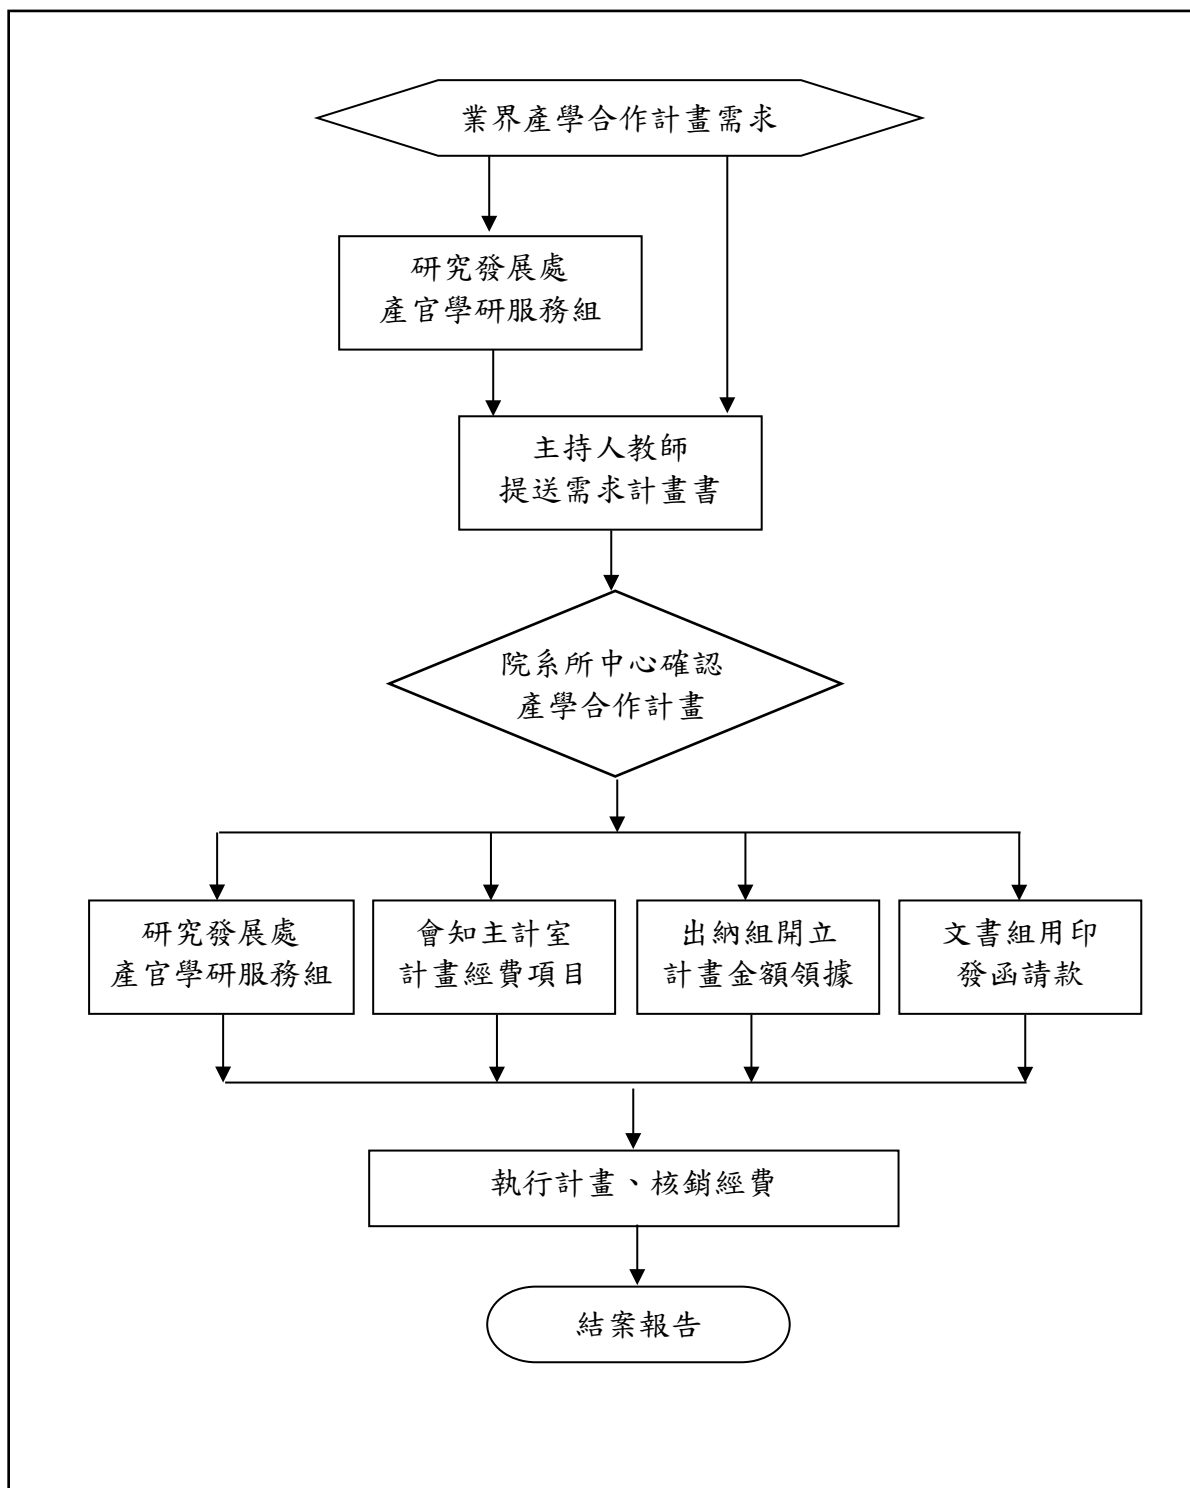 業界產學合作計畫需求
研究發展處
產官學研服務組
主持人教師
提送需求計畫書
院系所中心確認
產學合作計畫
研究發展處
產官學研服務組
會知主計室
計畫經費項目
出納組開立
計畫金額領據
文書組用印
發函請款
執行計畫、核銷經費
結案報告